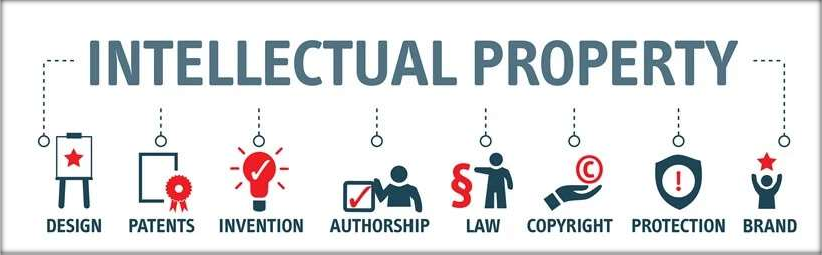 INTELLECTUAL PROPERTY
DESIGN PATENTS INVENTION AUTHORSHIP LAW COPYRIGHT PROTECTION BRAND